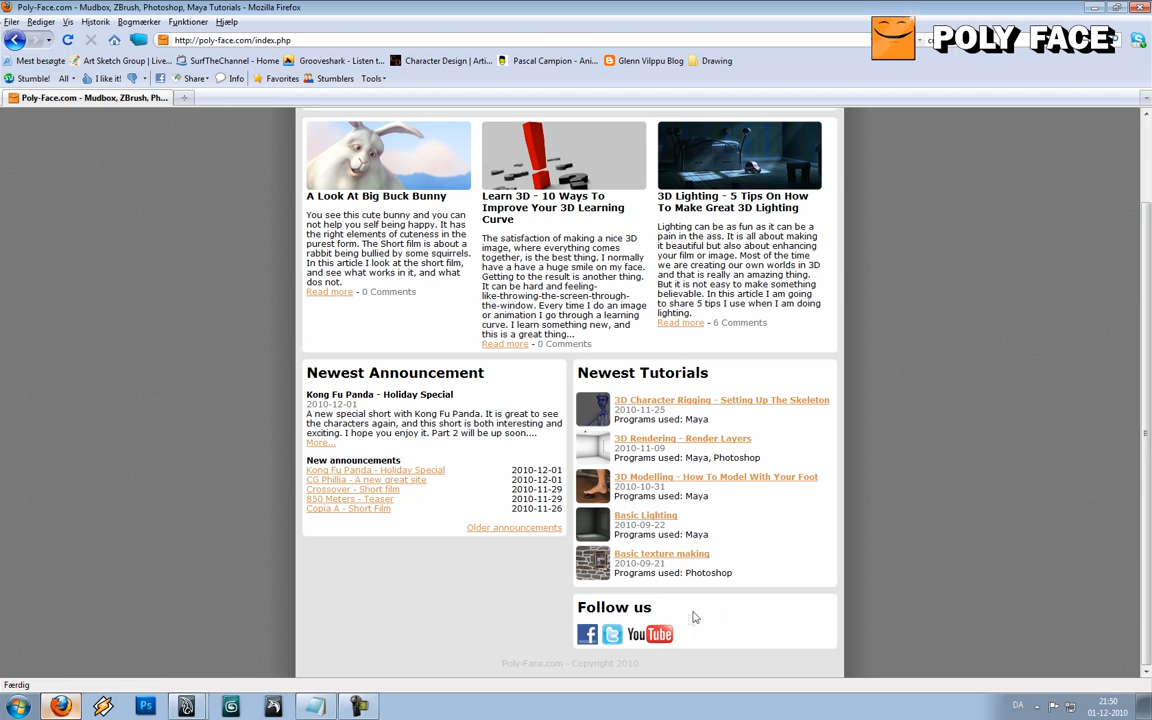 Poly-Face.com - Mudbox, ZBrush, Photoshop, Maya Tutorials - Mozilla Firefox
Filer Rediger Vis Historik Bogmærker Funktioner Hjælp
http://poly-face.com/index.php
POLY FACE
Mest besøgte Art Sketch Group | Live... SurfTheChannel - Home Grooveshark - Listen t... Character Design | Arti... Pascal Campion - Ani... Glenn Vilppu Blog Drawing
Stumble! All I like it! Share Info Favorites Stumblers Tools
Poly-Face.com - Mudbox, ZBrush, Ph...
A Look At Big Buck Bunny
You see this cute bunny and you can
not help you self being happy. It has
the right elements of cuteness in the
purest form. The Short film is about a
rabbit being bullied by some squirrels.
In this article I look at the short film,
and see what works in it, and what
dos not.
Read more - 0 Comments
Learn 3D - 10 Ways To
Improve Your 3D Learning
Curve
The satisfaction of making a nice 3D
image, where everything comes
together, is the best thing. I normally
have a have a huge smile on my face.
Getting to the result is another thing.
It can be hard and feeling-
like-throwing-the-screen-through-
the-window. Every time I do an image
or animation I go through a learning
curve. I learn something new, and
this is a great thing...
Read more - 0 Comments
3D Lighting - 5 Tips On How
To Make Great 3D Lighting
Lighting can be as fun as it can be a
pain in the ass. It is all about making
it beautiful but also about enhancing
your film or image. Most of the time
we are creating our own worlds in 3D
and that is really an amazing thing.
But it is not easy to make something
believable. In this article I am going
to share 5 tips I use when I am doing
lighting.
Read more - 6 Comments
Newest Announcement
Kong Fu Panda - Holiday Special
2010-12-01
A new special short with Kong Fu Panda. It is great to see
the characters again, and this short is both interesting and
exciting. I hope you enjoy it. Part 2 will be up soon....
More...
New announcements
Kong Fu Panda - Holiday Special 2010-12-01
CG Phillia - A new great site 2010-12-01
Crossover - Short film 2010-11-29
850 Meters - Teaser 2010-11-29
Copia A - Short Film 2010-11-26
Older announcements
Newest Tutorials
3D Character Rigging - Setting Up The Skeleton
2010-11-25
Programs used: Maya
3D Rendering - Render Layers
2010-11-09
Programs used: Maya, Photoshop
3D Modelling - How To Model With Your Foot
2010-10-31
Programs used: Maya
Basic Lighting
2010-09-22
Programs used: Maya
Basic texture making
2010-09-21
Programs used: Photoshop
Follow us
YouTube
Poly-Face.com - Copyright 2010
Færdig
Ps
DA
21:50
01-12-2010